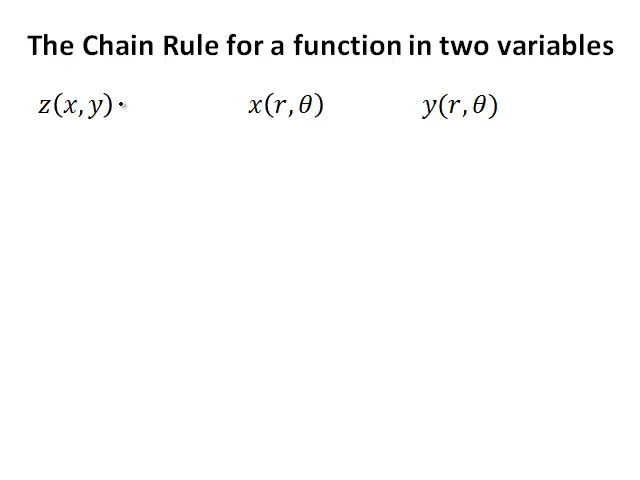 The Chain Rule for a function in two variables
z(x, y) x(r, θ) y(r, θ)